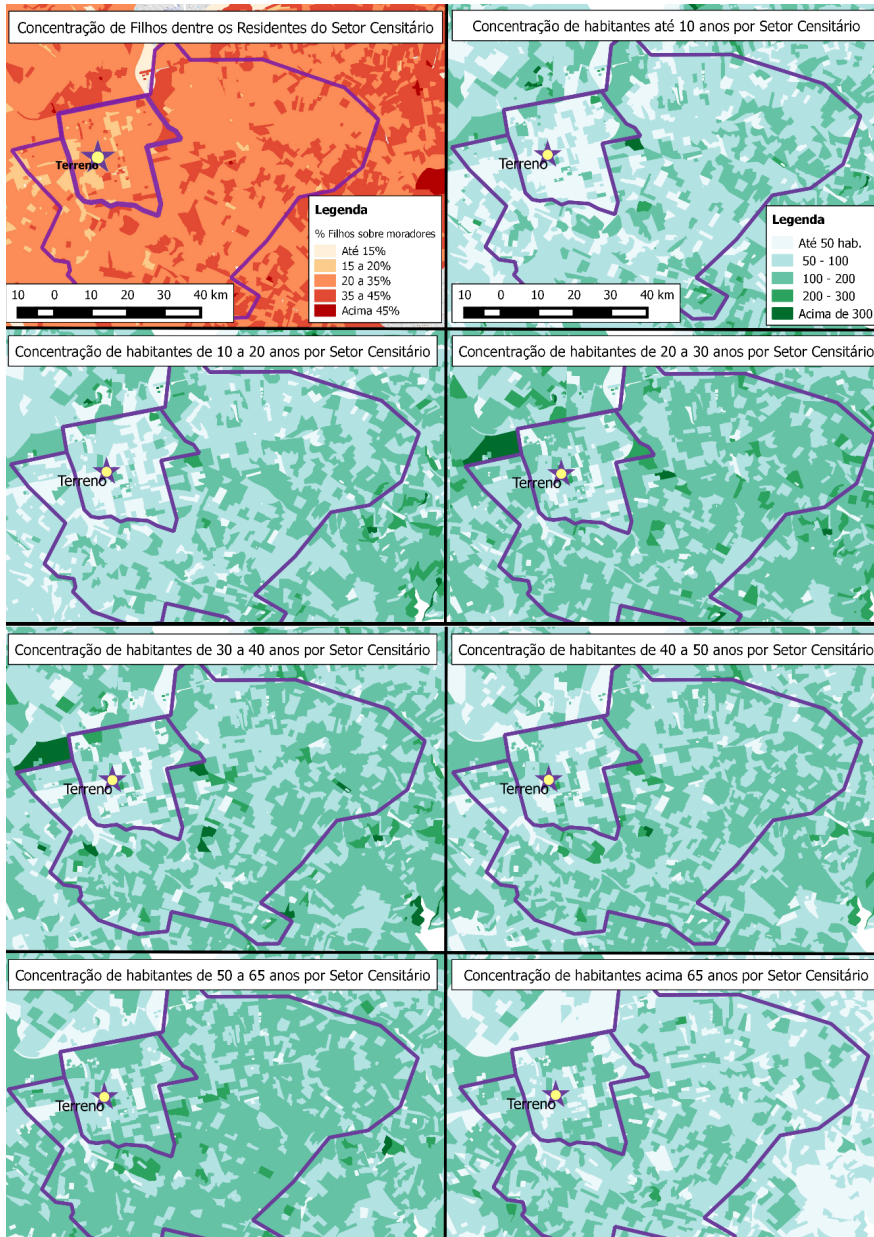 Concentração de Filhos dentre os Residentes do Setor Censitário
Terreno
Legenda
% Filhos sobre moradores
Até 15%
15 a 20%
20 a 35%
35 a 45%
Acima 45%
10 0 10 20 30 40 km
Concentração de habitantes até 10 anos por Setor Censitário
Terreno
Legenda
Até 50 hab.
50 - 100
100 - 200
200 - 300
Acima de 300
10 0 10 20 30 40 km
Concentração de habitantes de 10 a 20 anos por Setor Censitário
Terreno
Concentração de habitantes de 20 a 30 anos por Setor Censitário
Terreno
Concentração de habitantes de 30 a 40 anos por Setor Censitário
Terreno
Concentração de habitantes de 40 a 50 anos por Setor Censitário
Terreno
Concentração de habitantes de 50 a 65 anos por Setor Censitário
Terreno
Concentração de habitantes acima 65 anos por Setor Censitário
Terreno